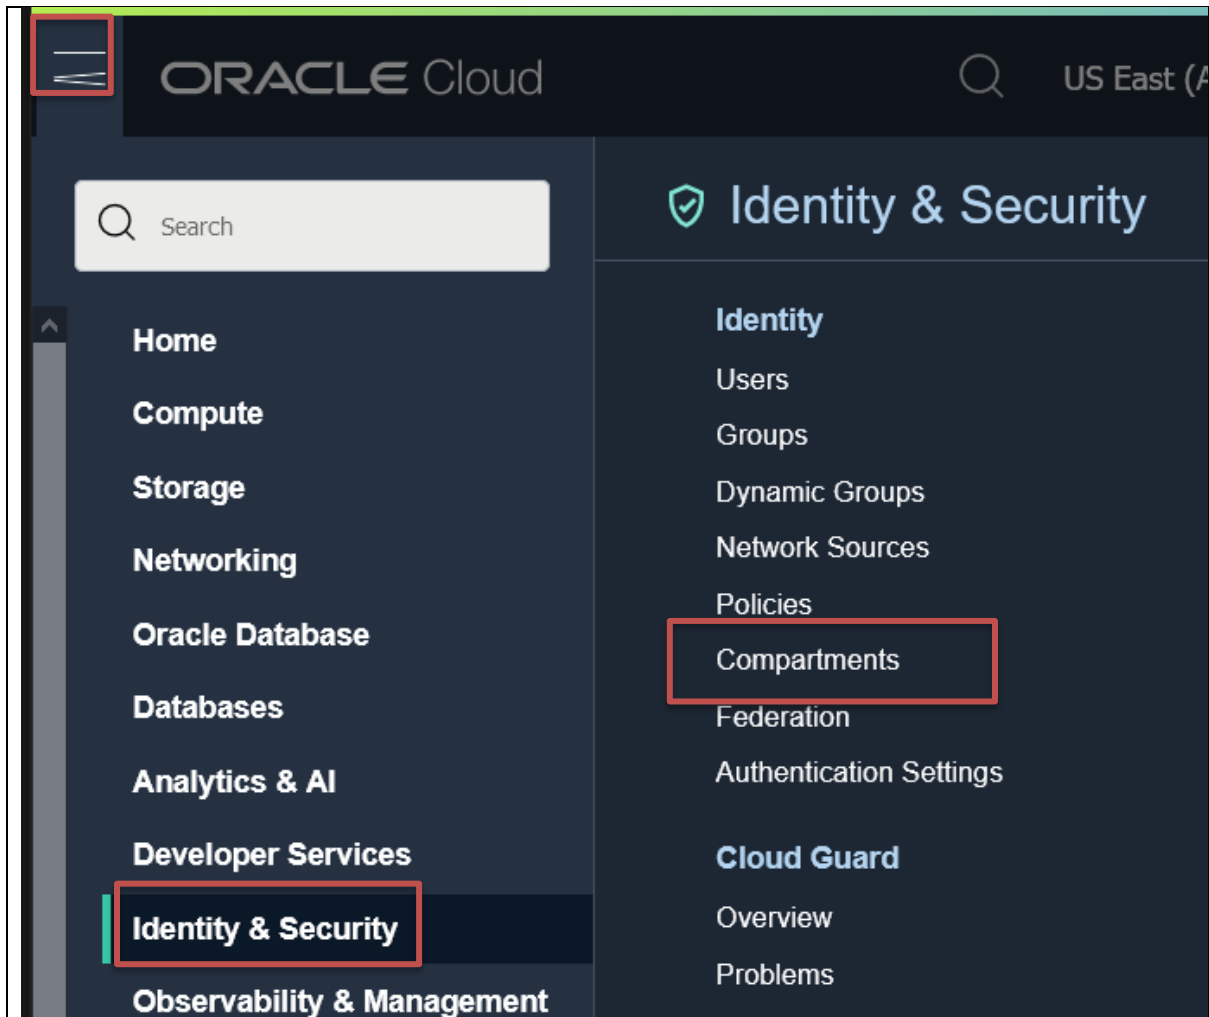 ORACLE Cloud
US East (A
Search
Home
Compute
Storage
Networking
Oracle Database
Databases
Analytics & AI
Developer Services
Identity & Security
Observability & Management
Identity & Security
Identity
Users
Groups
Dynamic Groups
Network Sources
Policies
Compartments
Federation
Authentication Settings
Cloud Guard
Overview
Problems